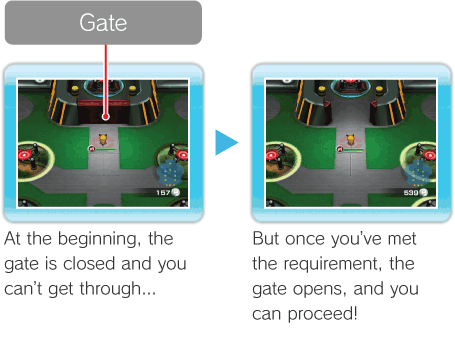 Gate
157
539
At the beginning, the
gate is closed and you
can't get through...
But once you've met
the requirement, the
gate opens, and you
can proceed!